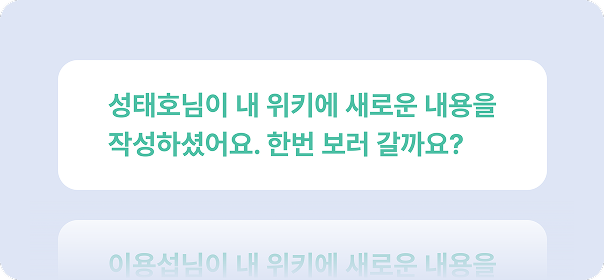 성태호님이 내 위키에 새로운 내용을
작성하셨어요. 한번 보러 갈까요?
이용섭님이 내 위키에 새로운 내용을